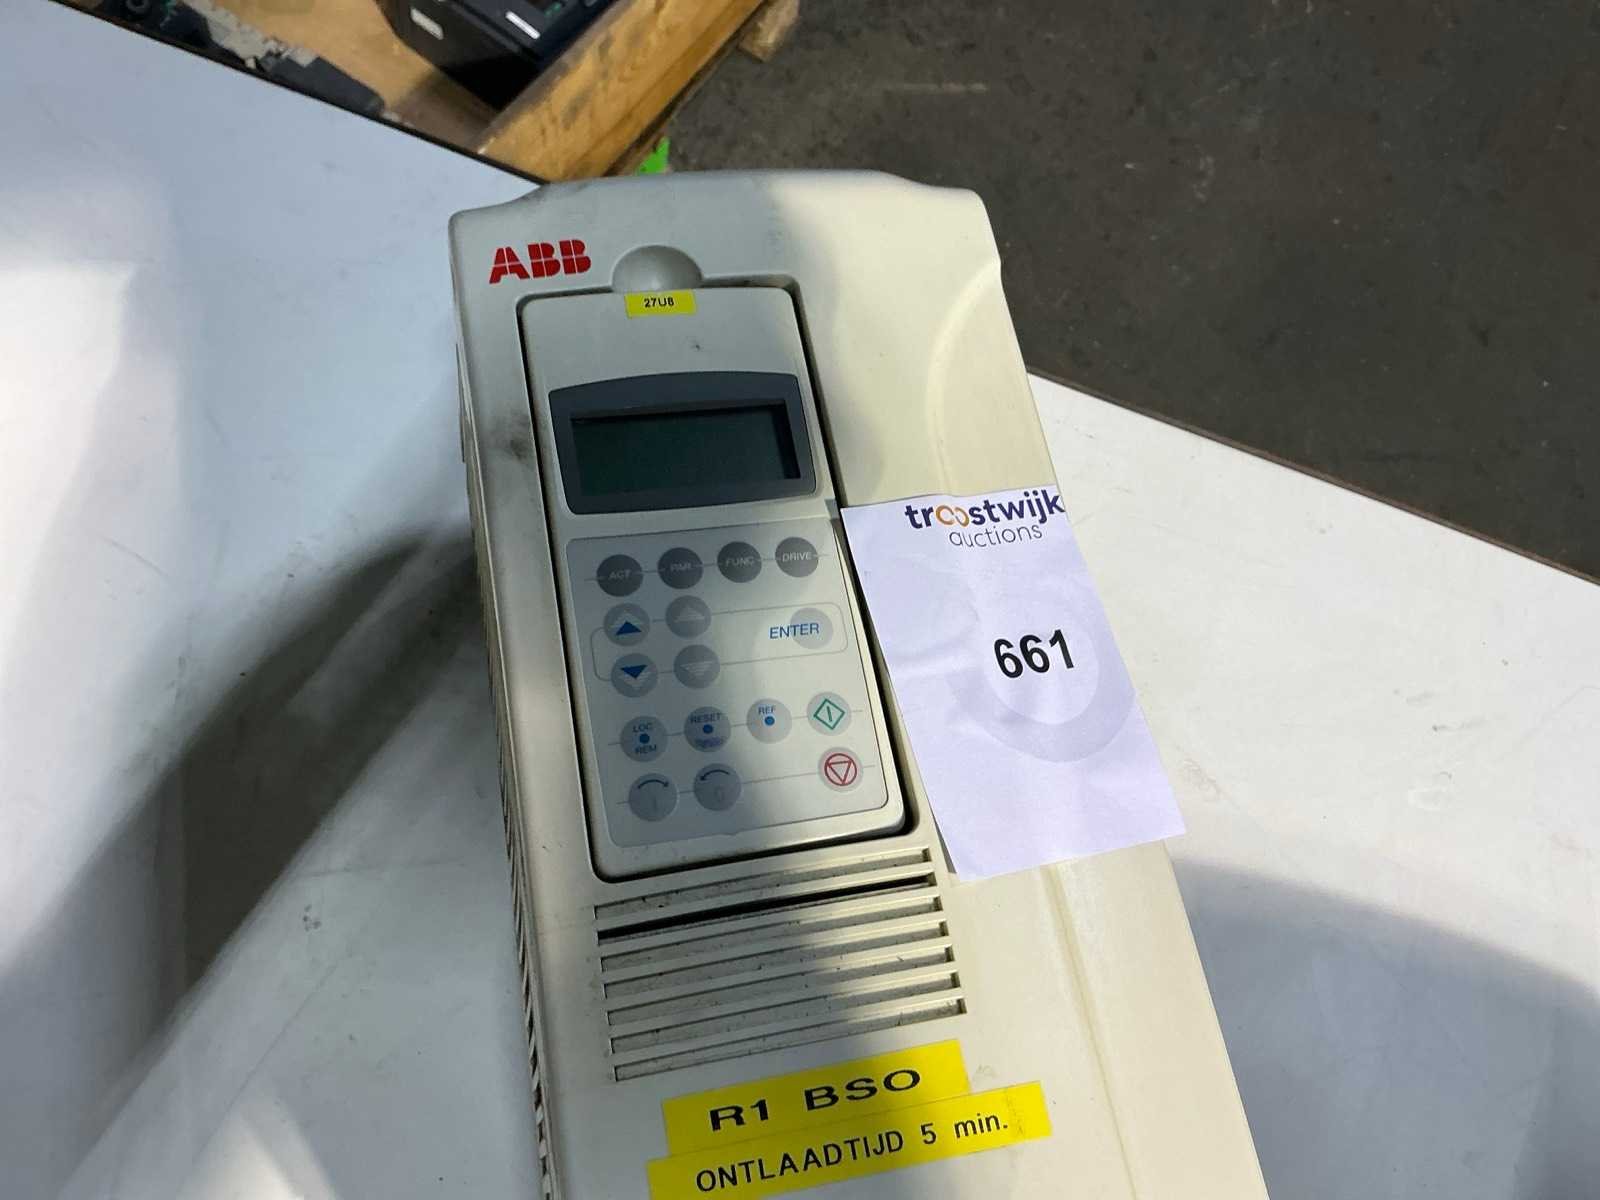 ABB
27U8
troostwijk
auctions
661
ACT PAR FUNC DRIVE
ENTER
LOC
REM
RESET
REF
I
0
R1 BSO
ONTLAADTIJD 5 min.